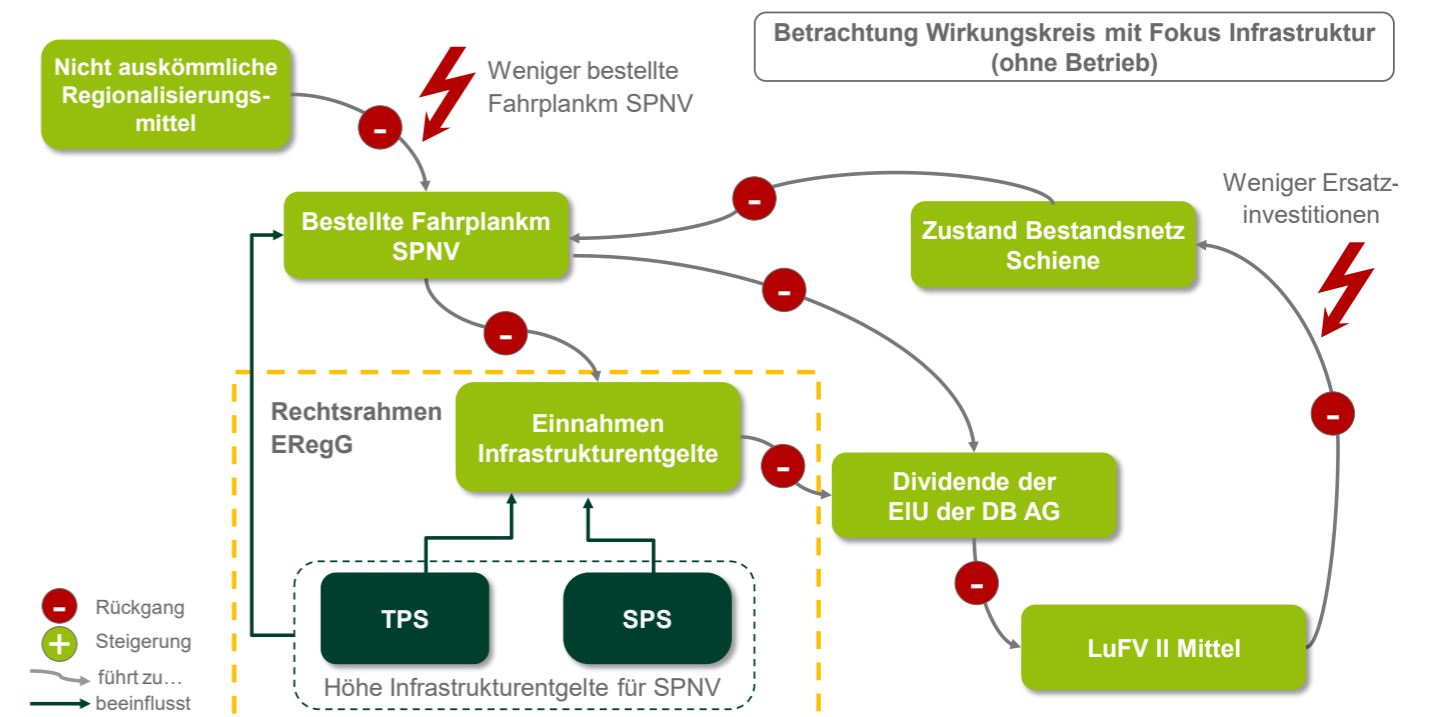 Betrachtung Wirkungskreis mit Fokus Infrastruktur
(ohne Betrieb)
Nicht auskömmliche
Regionalisierungs-
mittel
-
Weniger bestellte
Fahrplankm SPNV
Bestellte Fahrplankm
SPNV
-
Zustand Bestandsnetz
Schiene
Weniger Ersatz-
investitionen
-
-
Rechtsrahmen
ERegG
Einnahmen
Infrastrukturentgelte
-
-
Dividende der
EIU der DB AG
-
LuFV II Mittel
TPS
SPS
Höhe Infrastrukturentgelte für SPNV
- Rückgang
+ Steigerung
führt zu…
beeinflusst